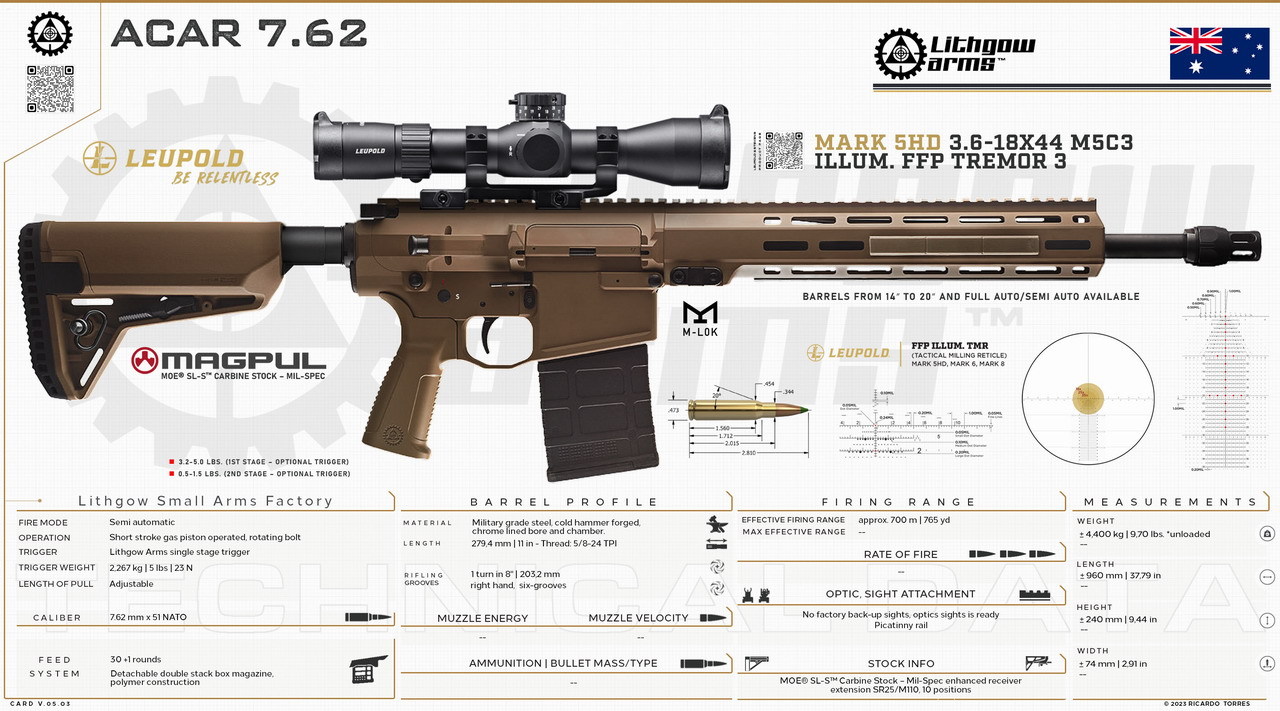 ACAR 7.62
Lithgow
arms™
LEUPOLD
BE RELENTLESS
LEUPOLD
MARK 5HD 3.6-18X44 M5C3
ILLUM. FFP TREMOR 3
S
BARRELS FROM 14" TO 20" AND FULL AUTO/SEMI AUTO AVAILABLE
M-LOK
MAGPUL
MOE® SL-S™ CARBINE STOCK – MIL-SPEC
LEUPOLD
FFP ILLUM. TMR
(TACTICAL MILLING RETICLE)
MARK 5HD, MARK 6, MARK 8
.454
20°
.344
.473
1.560
1.712
2.015
2.810
3.2-5.0 LBS. (1ST STAGE – OPTIONAL TRIGGER)
0.5-1.5 LBS. (2ND STAGE – OPTIONAL TRIGGER)
Lithgow Small Arms Factory
FIRE MODE Semi automatic
OPERATION Short stroke gas piston operated, rotating bolt
TRIGGER Lithgow Arms single stage trigger
TRIGGER WEIGHT 2,267 kg | 5 lbs | 23 N
LENGTH OF PULL Adjustable
CALIBER 7.62 mm x 51 NATO
FEED
SYSTEM
30 +1 rounds
Detachable double stack box magazine,
polymer construction
BARREL PROFILE
MATERIAL Military grade steel, cold hammer forged,
chrome lined bore and chamber.
LENGTH 279,4 mm | 11 in - Thread: 5/8-24 TPI
RIFLING 1 turn in 8" | 203,2 mm
GROOVES right hand, six-grooves
MUZZLE ENERGY MUZZLE VELOCITY
--
--
AMMUNITION | BULLET MASS/TYPE
--
FIRING RANGE
EFFECTIVE FIRING RANGE approx. 700 m | 765 yd
MAX EFFECTIVE RANGE --
RATE OF FIRE
--
OPTIC, SIGHT ATTACHMENT
No factory back-up sights, optics sights is ready
Picatinny rail
STOCK INFO
MOE® SL-S™ Carbine Stock – Mil-Spec enhanced receiver
extension SR25/M110, 10 positions
MEASUREMENTS
WEIGHT
± 4,400 kg | 9,70 lbs. *unloaded
--
LENGTH
± 960 mm | 37,79 in
--
HEIGHT
± 240 mm | 9,44 in
--
WIDTH
± 74 mm | 2,91 in
--
TECHNICAL DATA
CARD V.05.03
© 2023 RICARDO TORRES